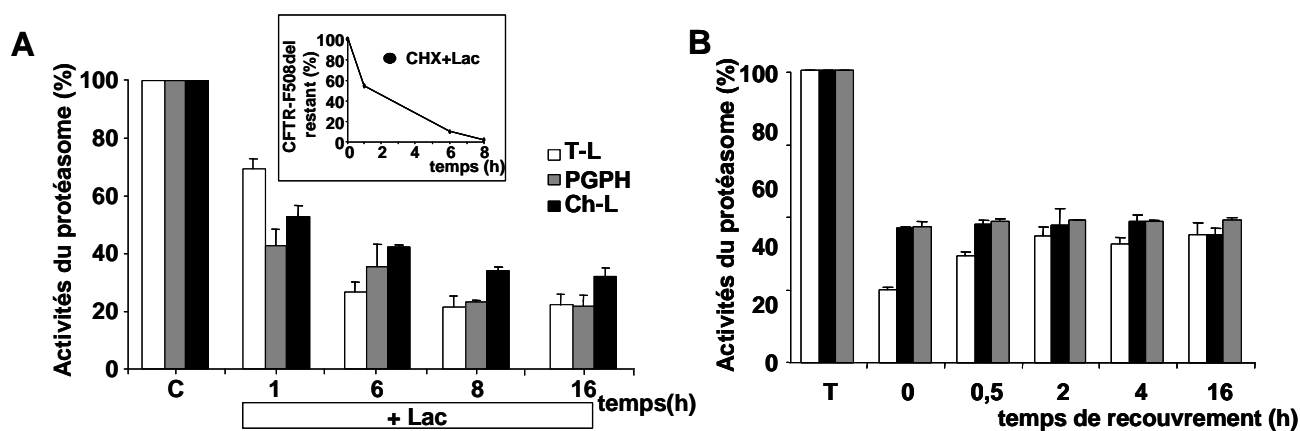 A
Activités du protéasome (%)
100
80
60
40
20
0
C
1
6
8
16
temps(h)
+ Lac
CFTR-F508del
restant (%)
100
80
60
40
20
0
0
2
4
6
8
temps (h)
CHX+Lac
T-L
PGPH
Ch-L
B
Activités du protéasome (%)
100
80
60
40
20
0
T
0
0,5
2
4
16
temps de recouvrement (h)